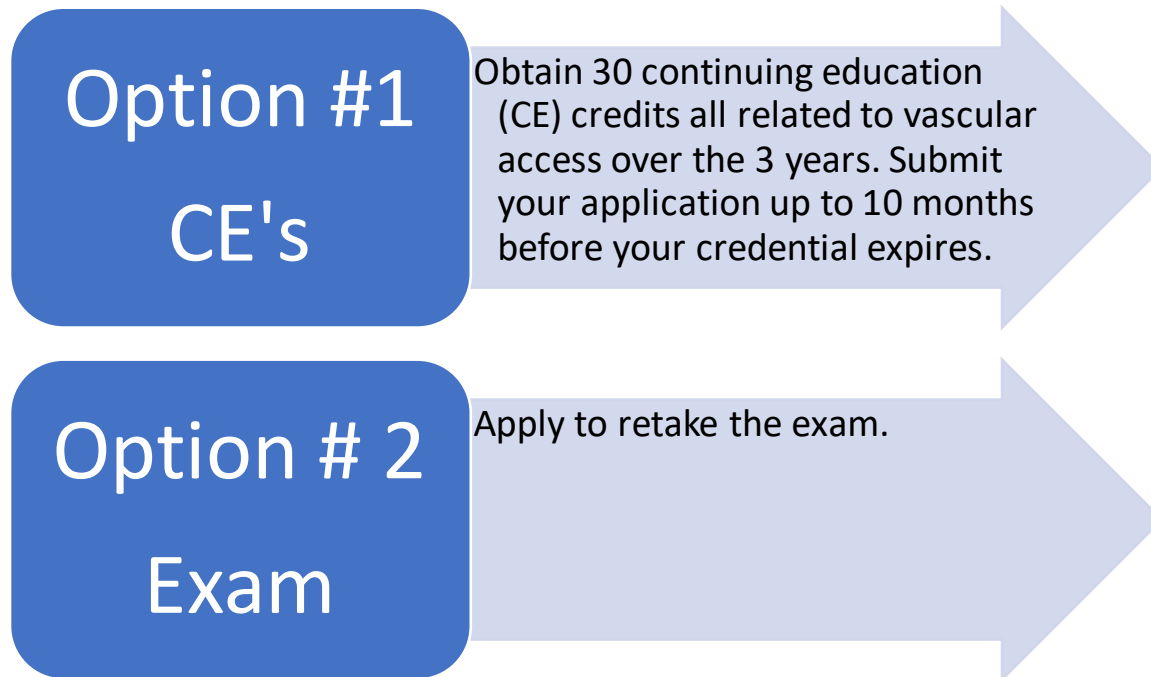 Option #1
CE's
Obtain 30 continuing education
(CE) credits all related to vascular
access over the 3 years. Submit
your application up to 10 months
before your credential expires.
Option # 2
Exam
Apply to retake the exam.